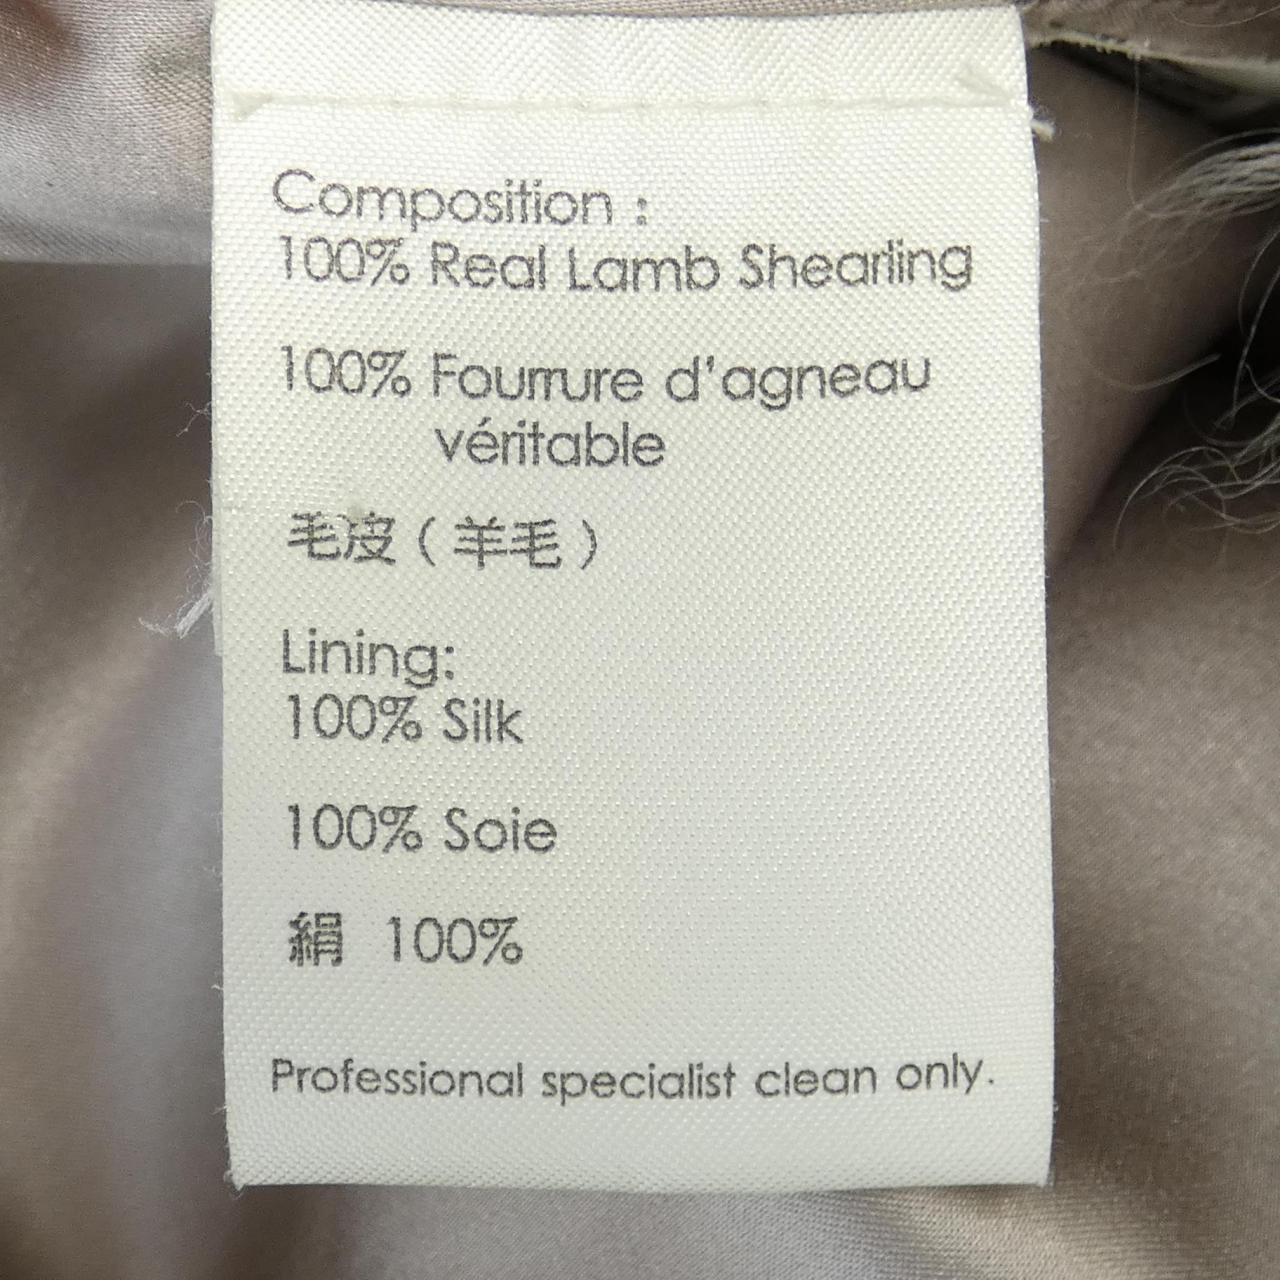 Composition :
100% Real Lamb Shearling
100% Fourrure d'agneau
véritable
毛皮（羊毛）
Lining:
100% Silk
100% Soie
絹 100%
Professional specialist clean only.